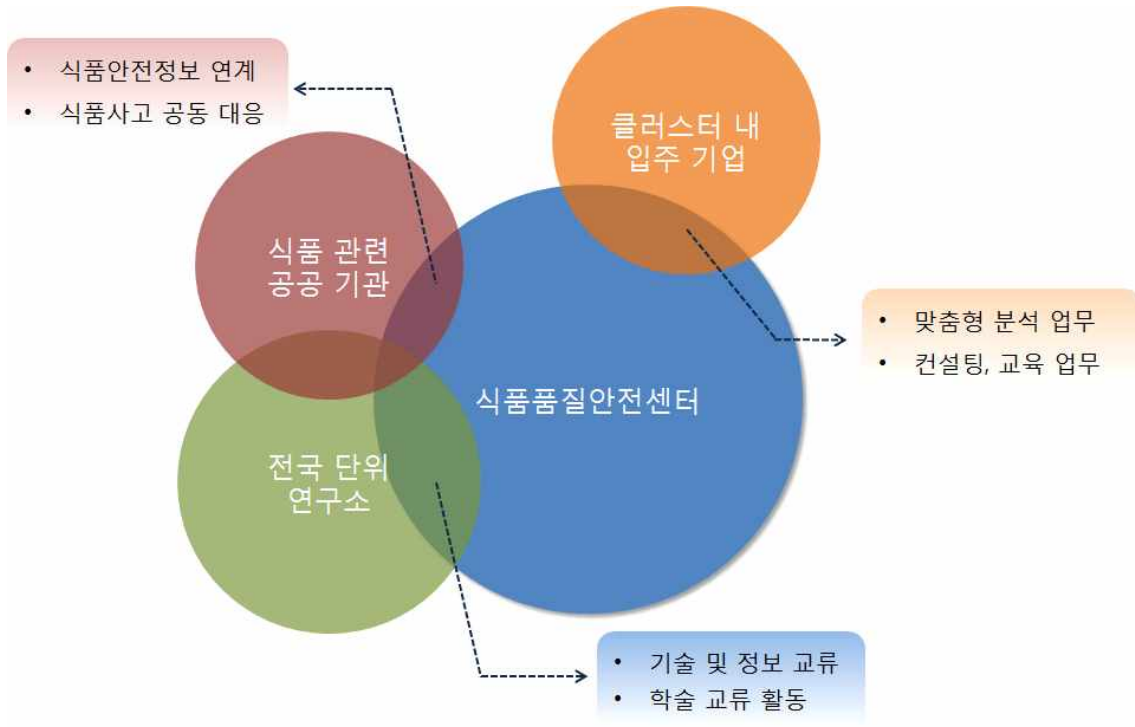 • 식품안전정보 연계
• 식품사고 공동 대응
클러스터 내
입주 기업
식품 관련
공공 기관
• 맞춤형 분석 업무
• 컨설팅, 교육 업무
식품품질안전센터
전국 단위
연구소
• 기술 및 정보 교류
• 학술 교류 활동